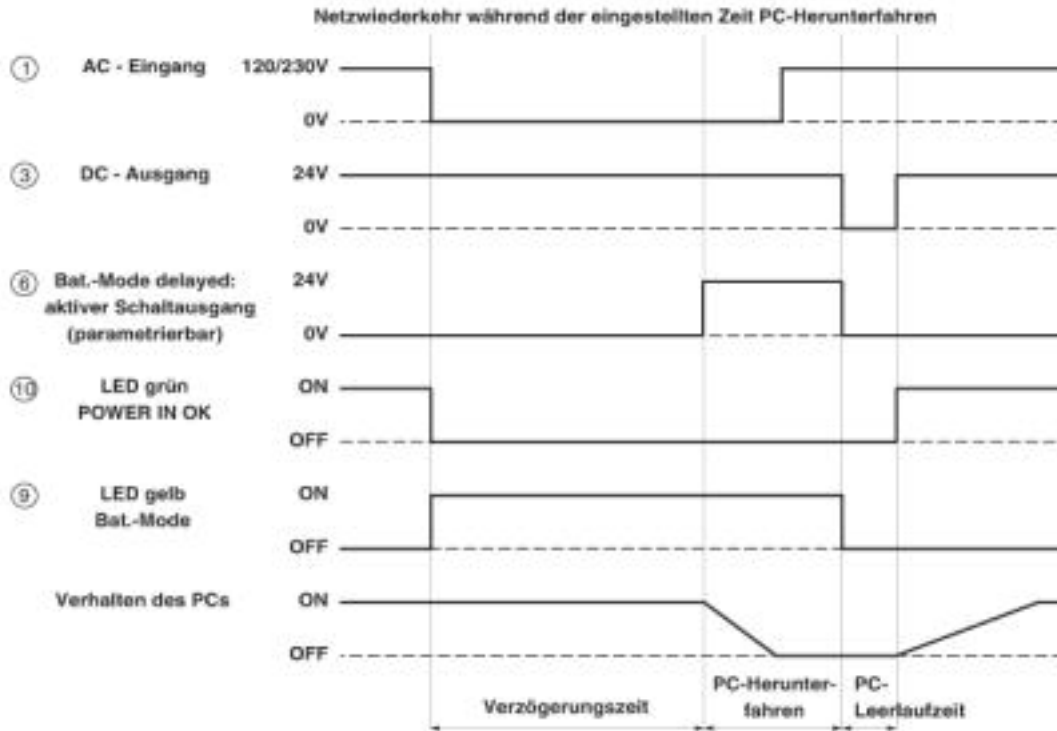 Netzwiederkehr während der eingestellten Zeit PC-Herunterfahren
1 AC - Eingang 120/230V
0V
3 DC - Ausgang 24V
0V
6 Bat.-Mode delayed: 24V
aktiver Schaltausgang
(parametrierbar) 0V
10 LED grün ON
POWER IN OK
OFF
9 LED gelb ON
Bat.-Mode
OFF
Verhalten des PCs ON
OFF
Verzögerungszeit
PC-Herunter-
fahren
PC-
Leerlaufzeit